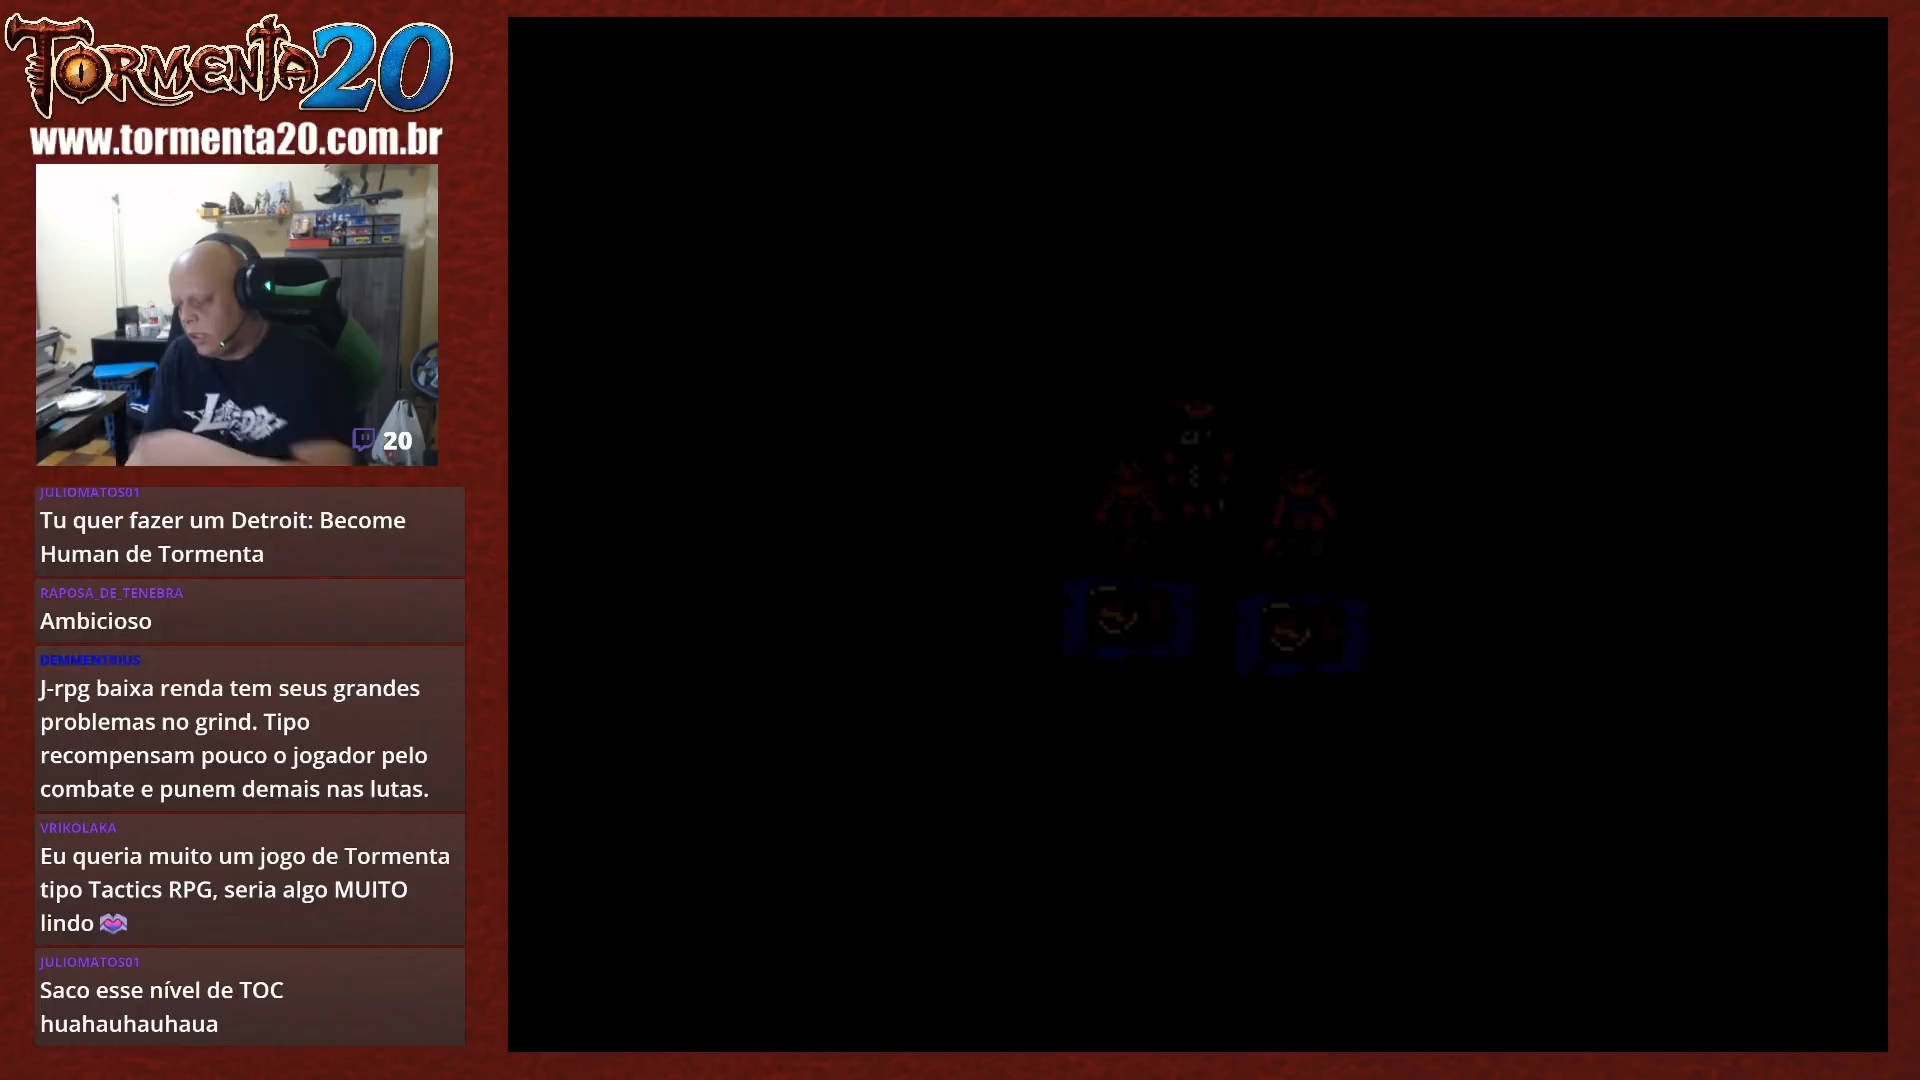 TORMENTA20
www.tormenta20.com.br
20
JULIOMATOS01
Tu quer fazer um Detroit: Become
Human de Tormenta
RAPOSA_DE_TENEBRA
Ambicioso
DEMMENTRIUS
J-rpg baixa renda tem seus grandes
problemas no grind. Tipo
recompensam pouco o jogador pelo
combate e punem demais nas lutas.
VRIKOLAKA
Eu queria muito um jogo de Tormenta
tipo Tactics RPG, seria algo MUITO
lindo
JULIOMATOS01
Saco esse nível de TOC
huahauhauhaua